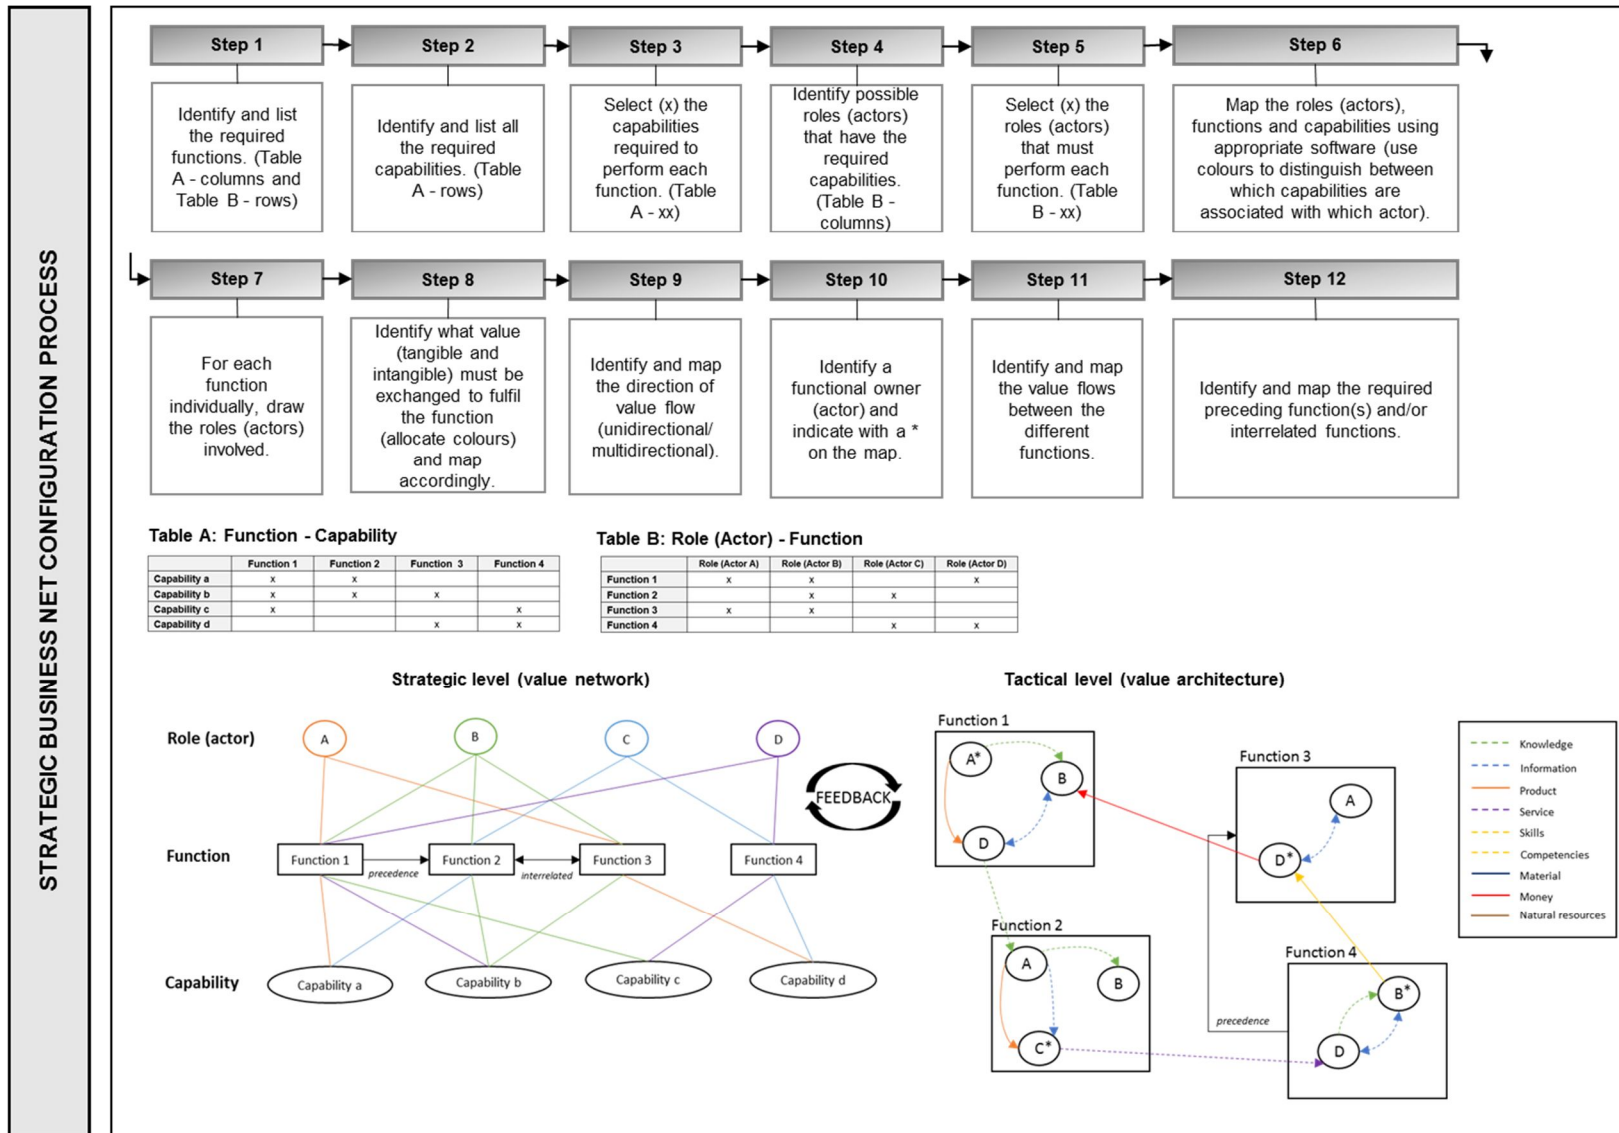 STRATEGIC BUSINESS NET CONFIGURATION PROCESS
Step 1
Identify and list
the required
functions. (Table
A - columns and
Table B - rows)
Step 2
Identify and list all
the required
capabilities. (Table
A - rows)
Step 3
Select (x) the
capabilities
required to
perform each
function. (Table
A - xx)
Step 4
Identify possible
roles (actors)
that have the
required
capabilities.
(Table B -
columns)
Step 5
Select (x) the
roles (actors)
that must
perform each
function. (Table
B - xx)
Step 6
Map the roles (actors),
functions and capabilities using
appropriate software (use
colours to distinguish between
which capabilities are
associated with which actor).
Step 7
For each
function
individually, draw
the roles (actors)
involved.
Step 8
Identify what value
(tangible and
intangible) must be
exchanged to fulfil
the function
(allocate colours)
and map
accordingly.
Step 9
Identify and map
the direction of
value flow
(unidirectional/
multidirectional).
Step 10
Identify a
functional owner
(actor) and
indicate with a *
on the map.
Step 11
Identify and map
the value flows
between the
different
functions.
Step 12
Identify and map the required
preceding function(s) and/or
interrelated functions.
Table A: Function - Capability
Function 1 Function 2 Function 3 Function 4
Capability a x x
Capability b x x x
Capability c x x
Capability d x x
Table B: Role (Actor) - Function
Role (Actor A) Role (Actor B) Role (Actor C) Role (Actor D)
Function 1 x x x
Function 2 x x
Function 3 x x
Function 4 x x
Strategic level (value network)
Role (actor)
A
B
C
D
Function
Function 1
precedence
Function 2
interrelated
Function 3
Function 4
Capability
Capability a
Capability b
Capability c
Capability d
FEEDBACK
Tactical level (value architecture)
Function 1
A*
B
D
Function 2
A
B
C*
Function 3
A
D*
Function 4
B*
D
precedence
Knowledge
Information
Product
Service
Skills
Competencies
Material
Money
Natural resources